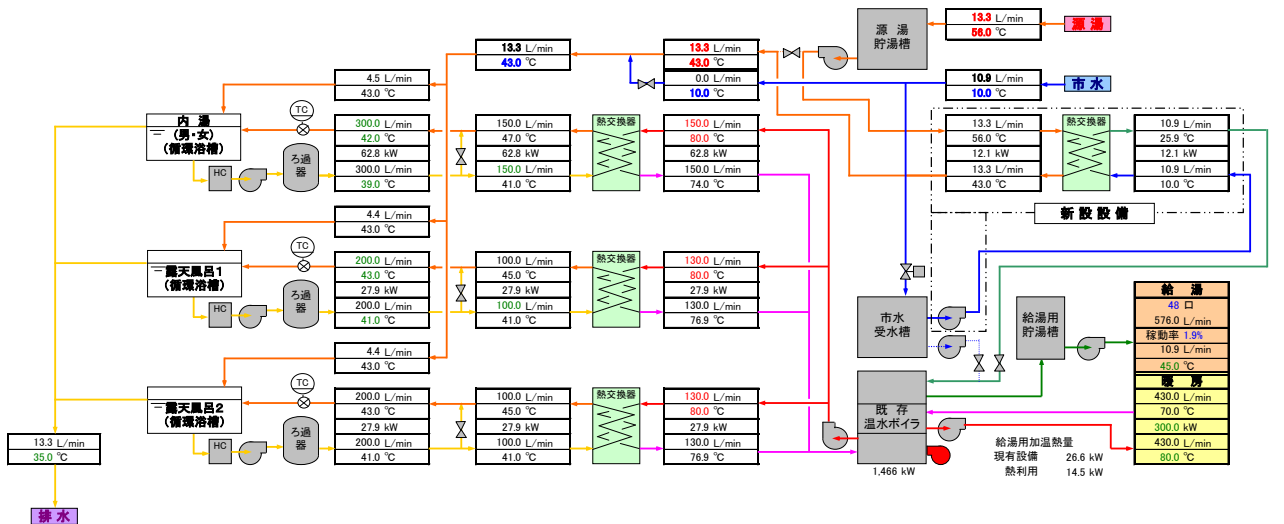 13.3 L/min
56.0 ℃
源 湯
源 湯
貯湯槽
13.3 L/min
43.0 ℃
13.3 L/min
43.0 ℃
0.0 L/min
10.0 ℃
10.9 L/min
10.0 ℃
市 水
4.5 L/min
43.0 ℃
内 湯
(男・女)
(循環浴槽)
TC
HC
ろ過
器
300.0 L/min
42.0 ℃
62.8 kW
300.0 L/min
39.0 ℃
150.0 L/min
47.0 ℃
62.8 kW
150.0 L/min
41.0 ℃
熱交換器
150.0 L/min
80.0 ℃
62.8 kW
150.0 L/min
74.0 ℃
13.3 L/min
56.0 ℃
12.1 kW
13.3 L/min
43.0 ℃
熱交換器
10.9 L/min
25.9 ℃
12.1 kW
10.9 L/min
10.0 ℃
新 設 設 備
4.4 L/min
43.0 ℃
露天風呂1
(循環浴槽)
TC
HC
ろ過
器
200.0 L/min
43.0 ℃
27.9 kW
200.0 L/min
41.0 ℃
100.0 L/min
45.0 ℃
27.9 kW
100.0 L/min
41.0 ℃
熱交換器
130.0 L/min
80.0 ℃
27.9 kW
130.0 L/min
76.9 ℃
市水
受水槽
給湯用
貯湯槽
給 湯
48 口
576.0 L/min
稼動率 1.9%
10.9 L/min
45.0 ℃
暖 房
430.0 L/min
70.0 ℃
300.0 kW
430.0 L/min
80.0 ℃
4.4 L/min
43.0 ℃
露天風呂2
(循環浴槽)
TC
HC
ろ過
器
200.0 L/min
43.0 ℃
27.9 kW
200.0 L/min
41.0 ℃
100.0 L/min
45.0 ℃
27.9 kW
100.0 L/min
41.0 ℃
熱交換器
130.0 L/min
80.0 ℃
27.9 kW
130.0 L/min
76.9 ℃
既 存
温水ボイラ
1,466 kW
給湯用加温熱量
現有設備 26.6 kW
熱利用 14.5 kW
13.3 L/min
35.0 ℃
排 水